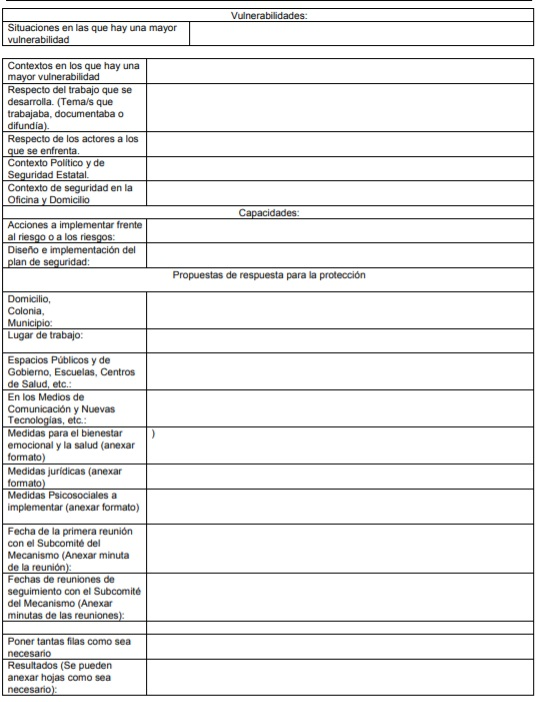 Vulnerabilidades:
Situaciones en las que hay una mayor
vulnerabilidad
Contextos en los que hay una
mayor vulnerabilidad
Respecto del trabajo que se
desarrolla. (Tema/s que
trabajaba, documentaba o
difundía).
Respecto de los actores a los
que se enfrenta.
Contexto Político y de
Seguridad Estatal.
Contexto de seguridad en la
Oficina y Domicilio
Capacidades:
Acciones a implementar frente
al riesgo o a los riesgos:
Diseño e implementación del
plan de seguridad:
Propuestas de respuesta para la protección
Domicilio,
Colonia,
Municipio:
Lugar de trabajo:
Espacios Públicos y de
Gobierno, Escuelas, Centros
de Salud, etc.:
En los Medios de
Comunicación y Nuevas
Tecnologías, etc.:
Medidas para el bienestar
emocional y la salud (anexar
formato)
)
Medidas jurídicas (anexar
formato)
Medidas Psicosociales a
implementar (anexar formato)
Fecha de la primera reunión
con el Subcomité del
Mecanismo (Anexar minuta
de la reunión):
Fechas de reuniones de
seguimiento con el Subcomité
del Mecanismo (Anexar
minutas de las reuniones):
Poner tantas filas como sea
necesario
Resultados (Se pueden
anexar hojas como sea
necesario):